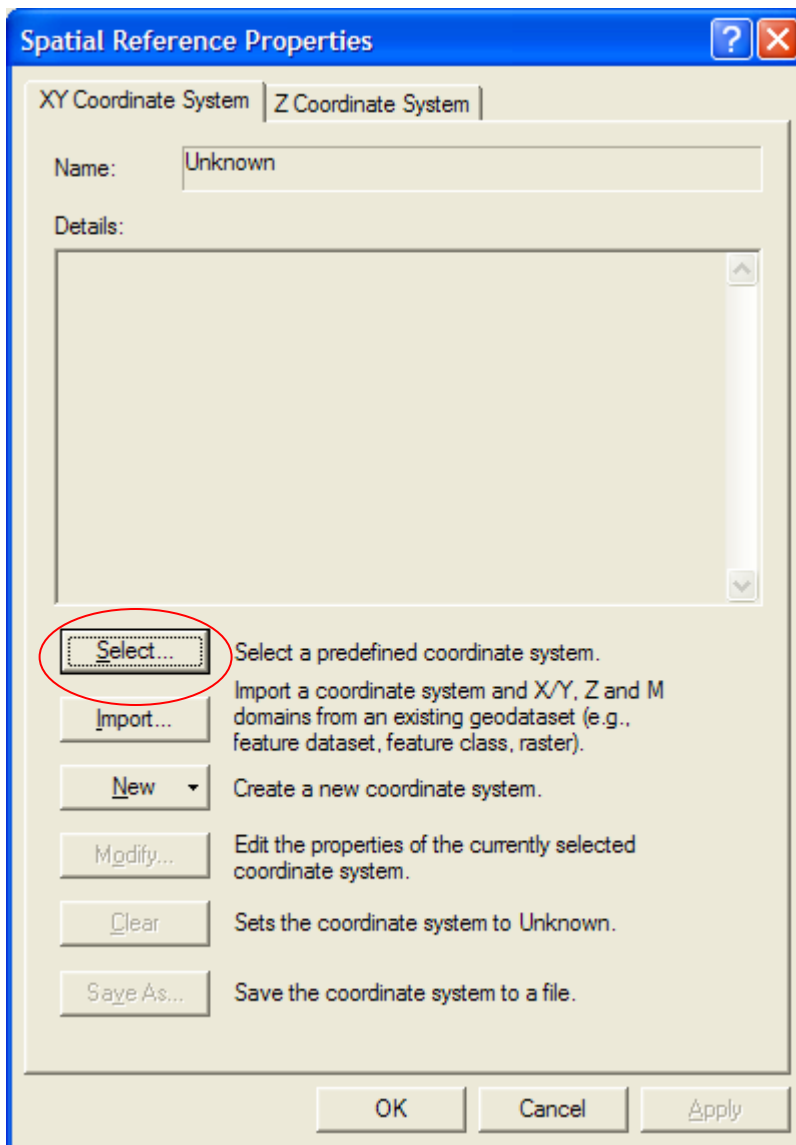 Spatial Reference Properties
XY Coordinate System
Z Coordinate System
Name:
Unknown
Details:
Select...
Select a predefined coordinate system.
Import...
Import a coordinate system and X/Y, Z and M
domains from an existing geodataset (e.g.,
feature dataset, feature class, raster).
New
Create a new coordinate system.
Modify...
Edit the properties of the currently selected
coordinate system.
Clear
Sets the coordinate system to Unknown.
Save As...
Save the coordinate system to a file.
OK
Cancel
Apply